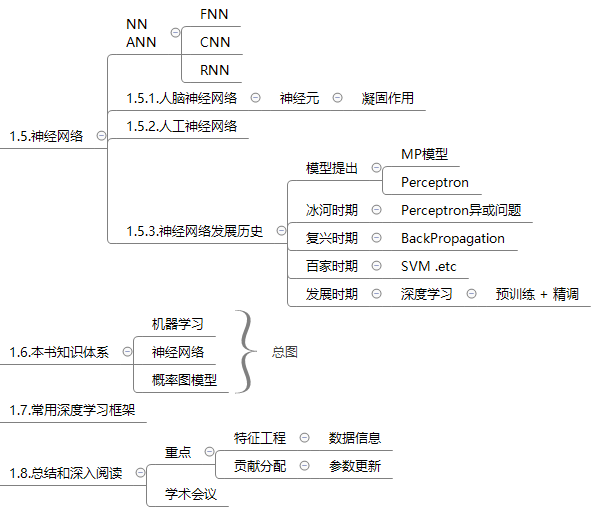 1.5.神经网络
NN
ANN
FNN
CNN
RNN
1.5.1.人脑神经网络
神经元
凝固作用
1.5.2.人工神经网络
1.5.3.神经网络发展历史
模型提出
MP模型
Perceptron
冰河时期
Perceptron异或问题
复兴时期
BackPropagation
百家时期
SVM .etc
发展时期
深度学习
预训练 + 精调
1.6.本书知识体系
机器学习
神经网络
概率图模型
总图
1.7.常用深度学习框架
1.8.总结和深入阅读
重点
特征工程
数据信息
贡献分配
参数更新
学术会议